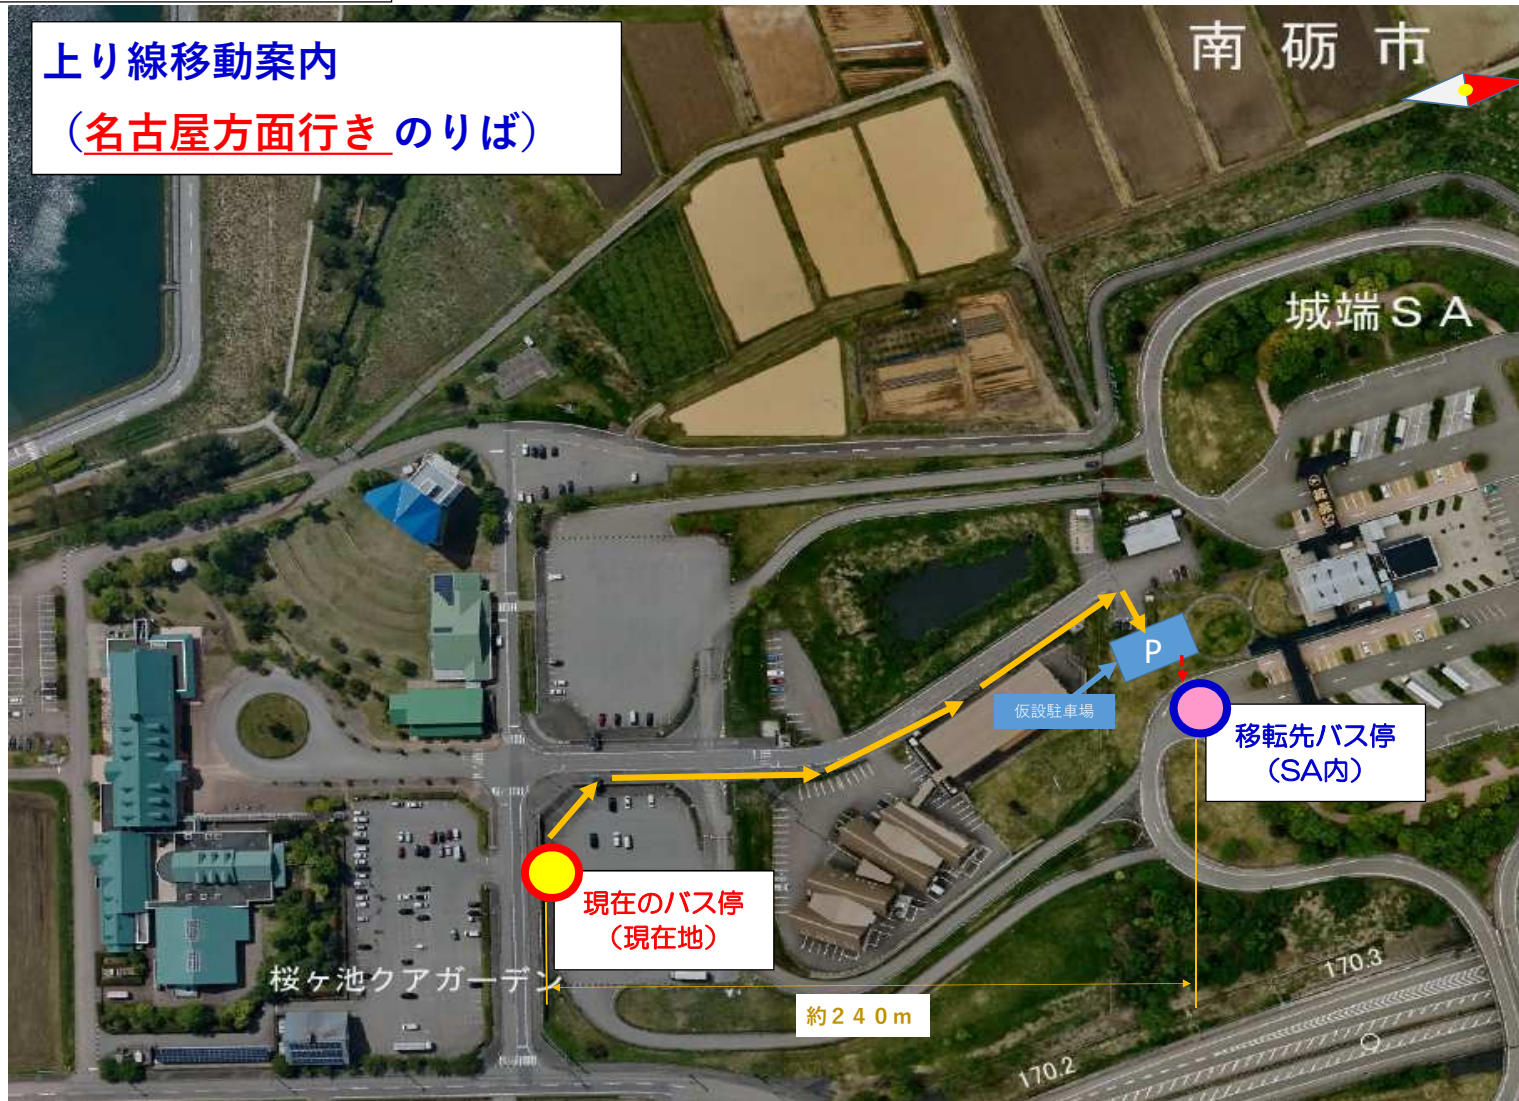 上り線移動案内
（名古屋方面行き のりば）
南砺市
城端ＳＡ
P
仮設駐車場
移転先バス停
（SA内）
現在のバス停
（現在地）
桜ヶ池クアガーデン
約２４０ｍ
170.3
170.2